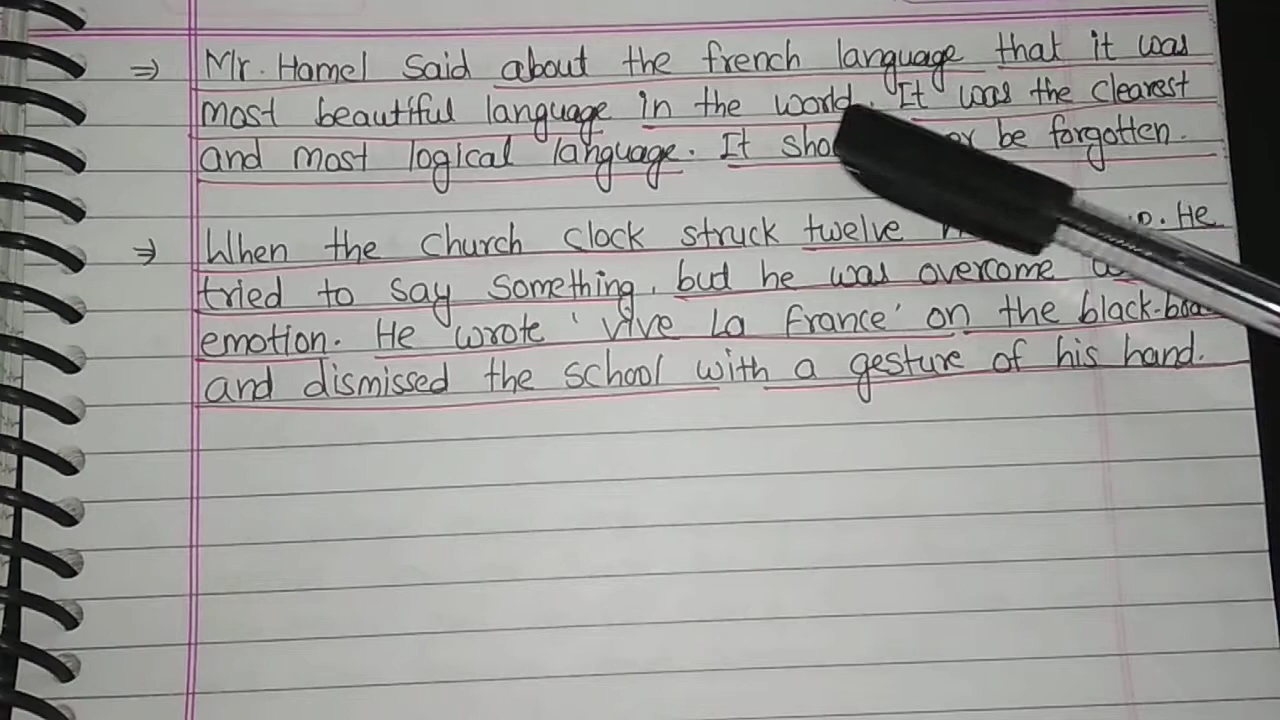 ⇒ Mr. Hamel said about the french language that it was
most beautiful language in the world. It was the clearest
and most logical language. It be forgotten.
⇒ When the church clock struck twelve He
tried to say something, but he was overcome
emotion. He wrote 'vive La France' on the black-boa
and dismissed the school with a gesture of his hand.